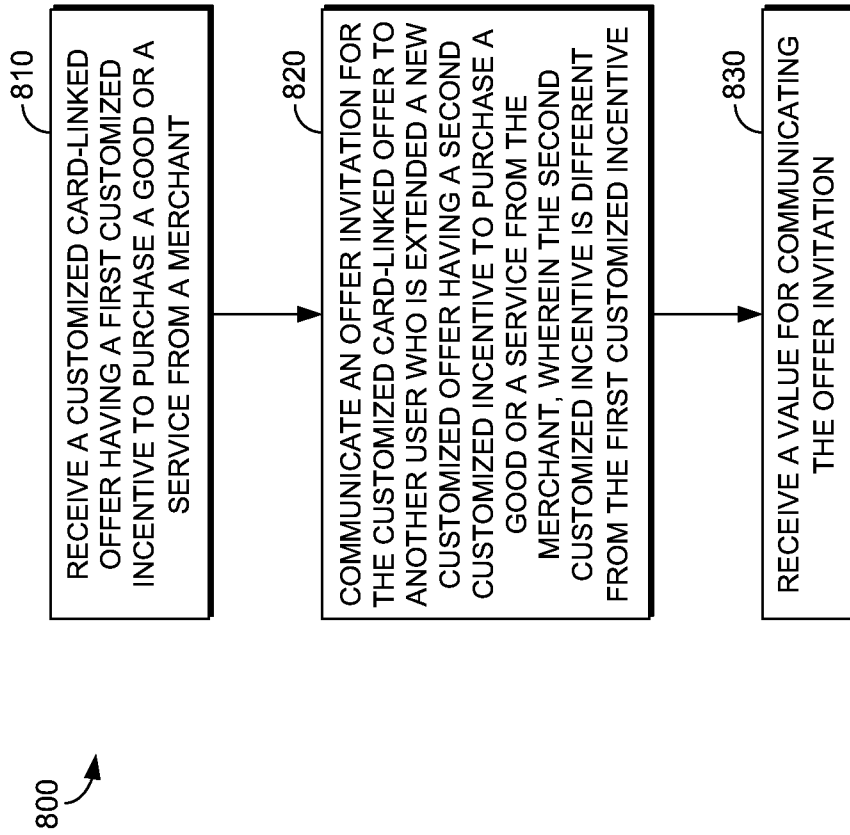 800
810
RECEIVE A CUSTOMIZED CARD-LINKED
OFFER HAVING A FIRST CUSTOMIZED
INCENTIVE TO PURCHASE A GOOD OR A
SERVICE FROM A MERCHANT
820
COMMUNICATE AN OFFER INVITATION FOR
THE CUSTOMIZED CARD-LINKED OFFER TO
ANOTHER USER WHO IS EXTENDED A NEW
CUSTOMIZED OFFER HAVING A SECOND
CUSTOMIZED INCENTIVE TO PURCHASE A
GOOD OR A SERVICE FROM THE
MERCHANT, WHEREIN THE SECOND
CUSTOMIZED INCENTIVE IS DIFFERENT
FROM THE FIRST CUSTOMIZED INCENTIVE
830
RECEIVE A VALUE FOR COMMUNICATING
THE OFFER INVITATION